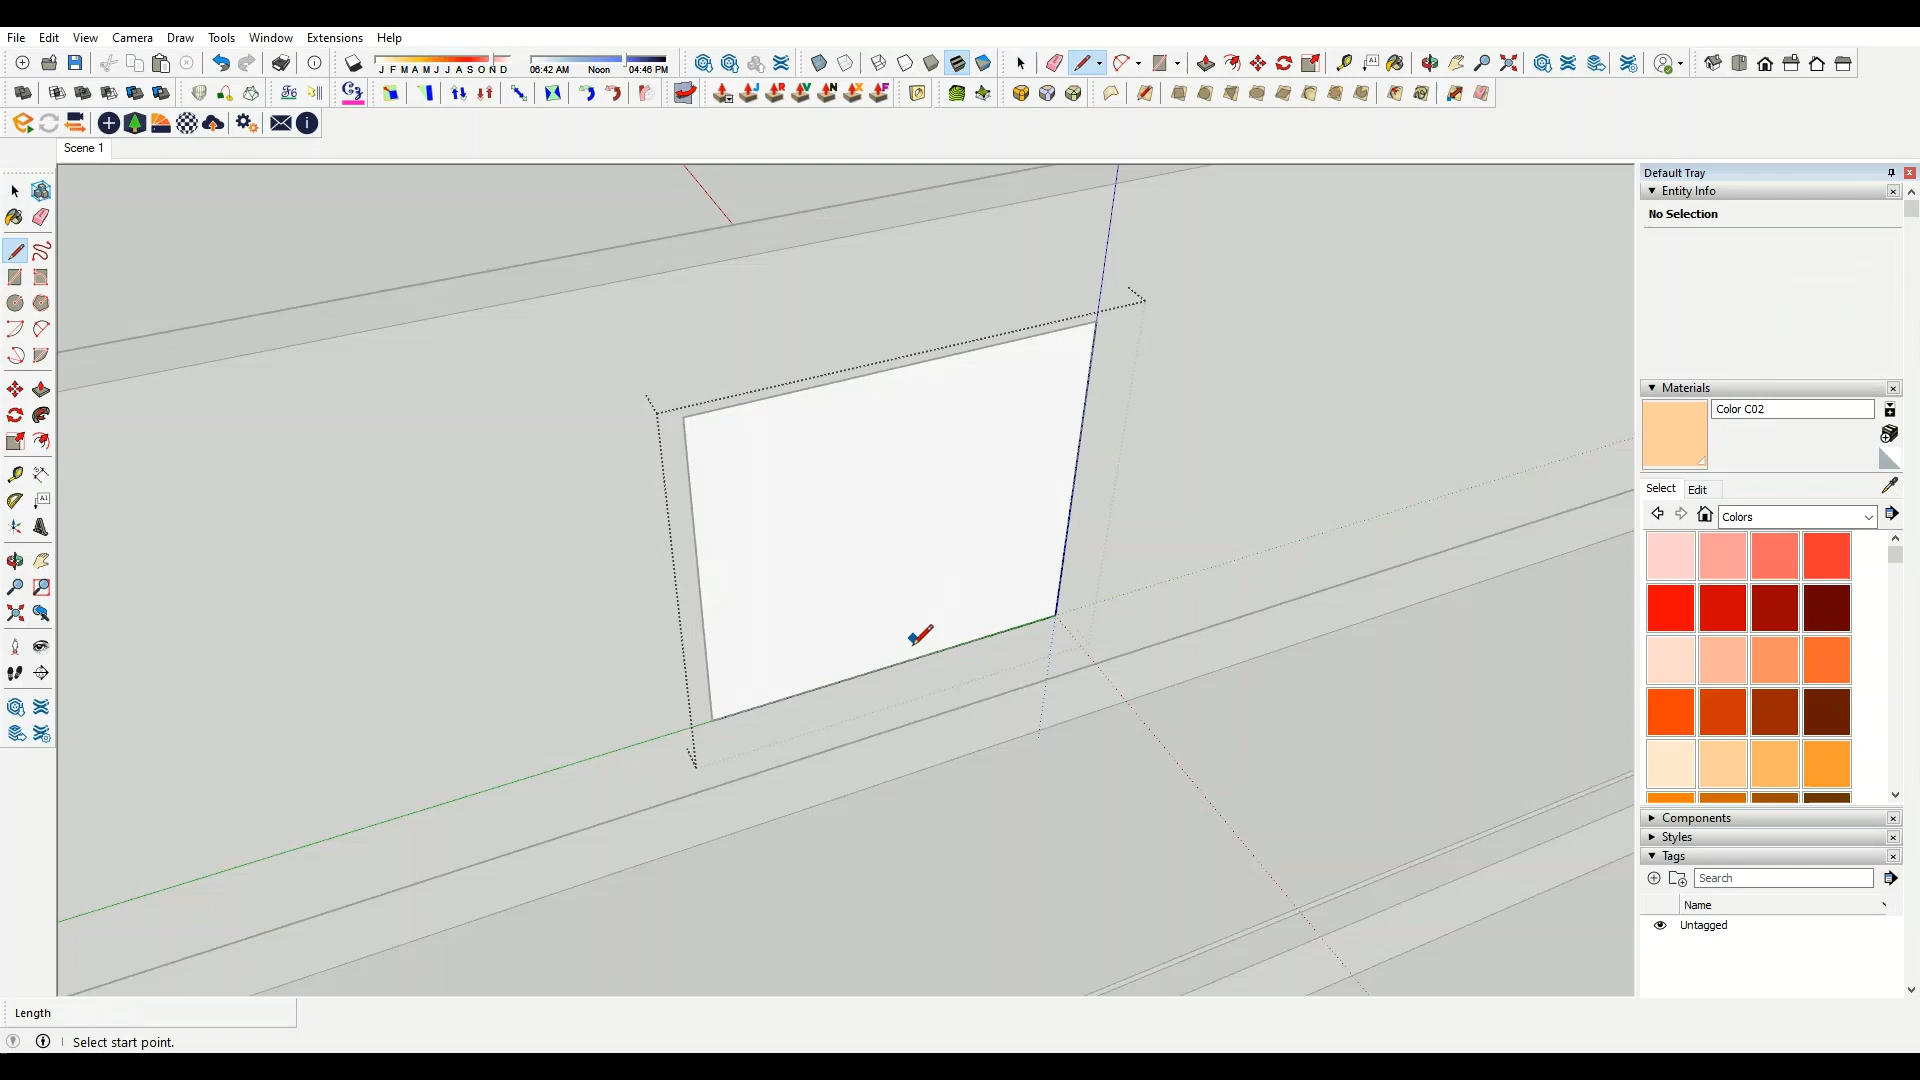 File Edit View Camera Draw Tools Window Extensions Help
J F M A M J J A S O N D
06:42 AM Noon 04:46 PM
Scene 1
Default Tray
Entity Info
No Selection
Materials
Color C02
Select Edit
Colors
Components
Styles
Tags
Search
Name
Untagged
Length
Select start point.